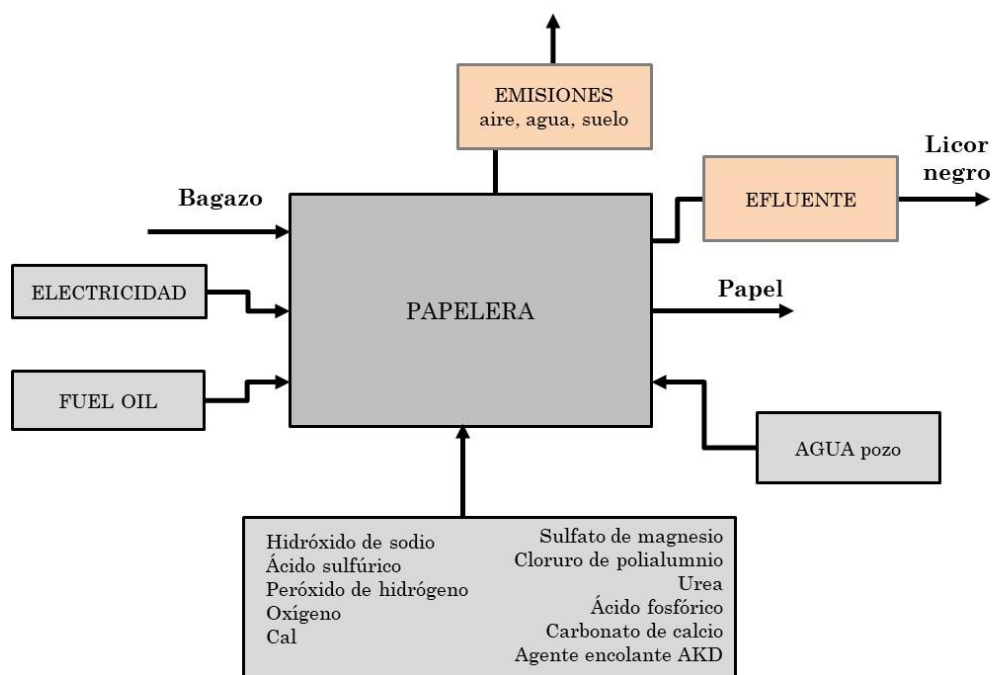 EMISIONES
aire, agua, suelo
Licor
negro
Bagazo
EFLUENTE
ELECTRICIDAD
PAPELERA
Papel
FUEL OIL
AGUA pozo
Hidróxido de sodio
Ácido sulfúrico
Peróxido de hidrógeno
Oxígeno
Cal
Sulfato de magnesio
Cloruro de polialumnio
Urea
Ácido fosfórico
Carbonato de calcio
Agente encolante AKD